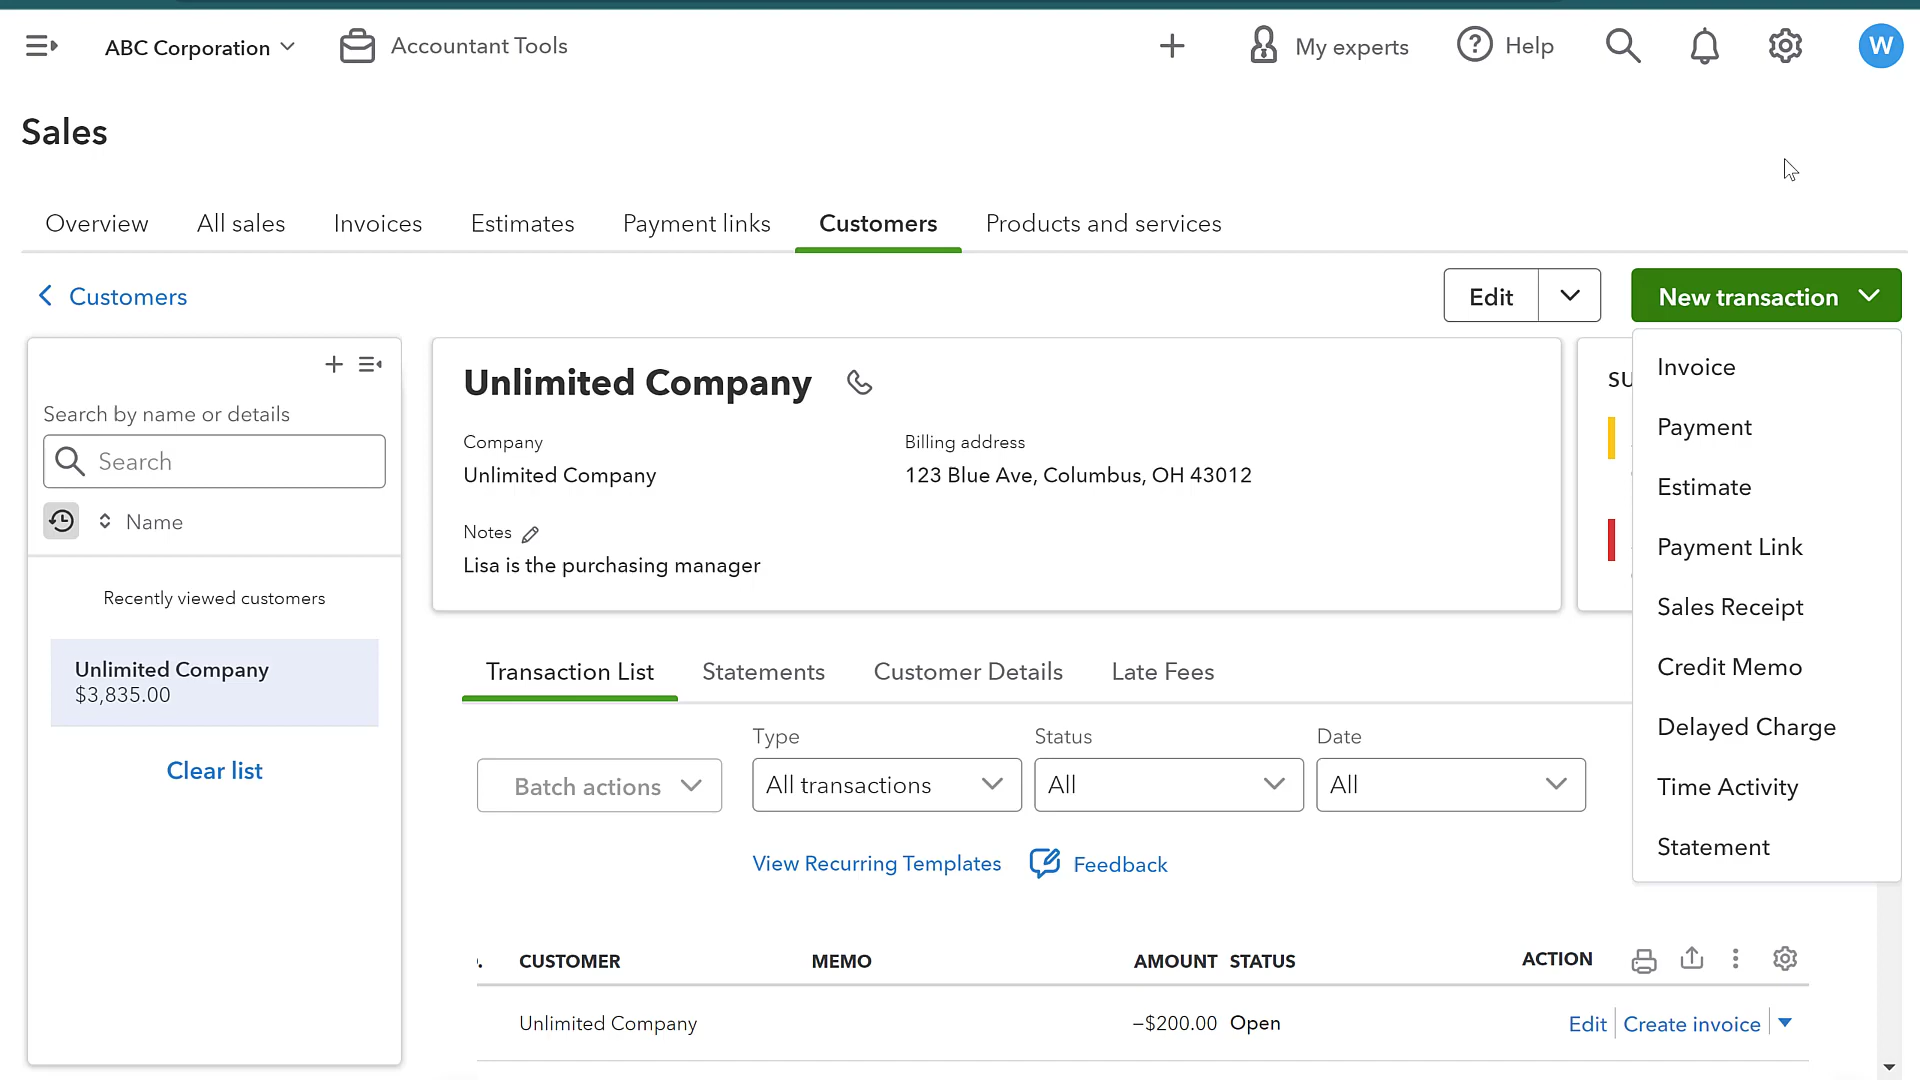 ABC Corporation
Accountant Tools
My experts
Help
W
Sales
Overview
All sales
Invoices
Estimates
Payment links
Customers
Products and services
Customers
Edit
New transaction
Search by name or details
Search
Name
Recently viewed customers
Unlimited Company
$3,835.00
Clear list
Unlimited Company
Company
Unlimited Company
Billing address
123 Blue Ave, Columbus, OH 43012
Notes
Lisa is the purchasing manager
SU
Invoice
Payment
Estimate
Payment Link
Sales Receipt
Credit Memo
Delayed Charge
Time Activity
Statement
Transaction List
Statements
Customer Details
Late Fees
Batch actions
Type
All transactions
Status
All
Date
All
View Recurring Templates
Feedback
CUSTOMER
MEMO
AMOUNT
STATUS
ACTION
Unlimited Company
–$200.00
Open
Edit
Create invoice